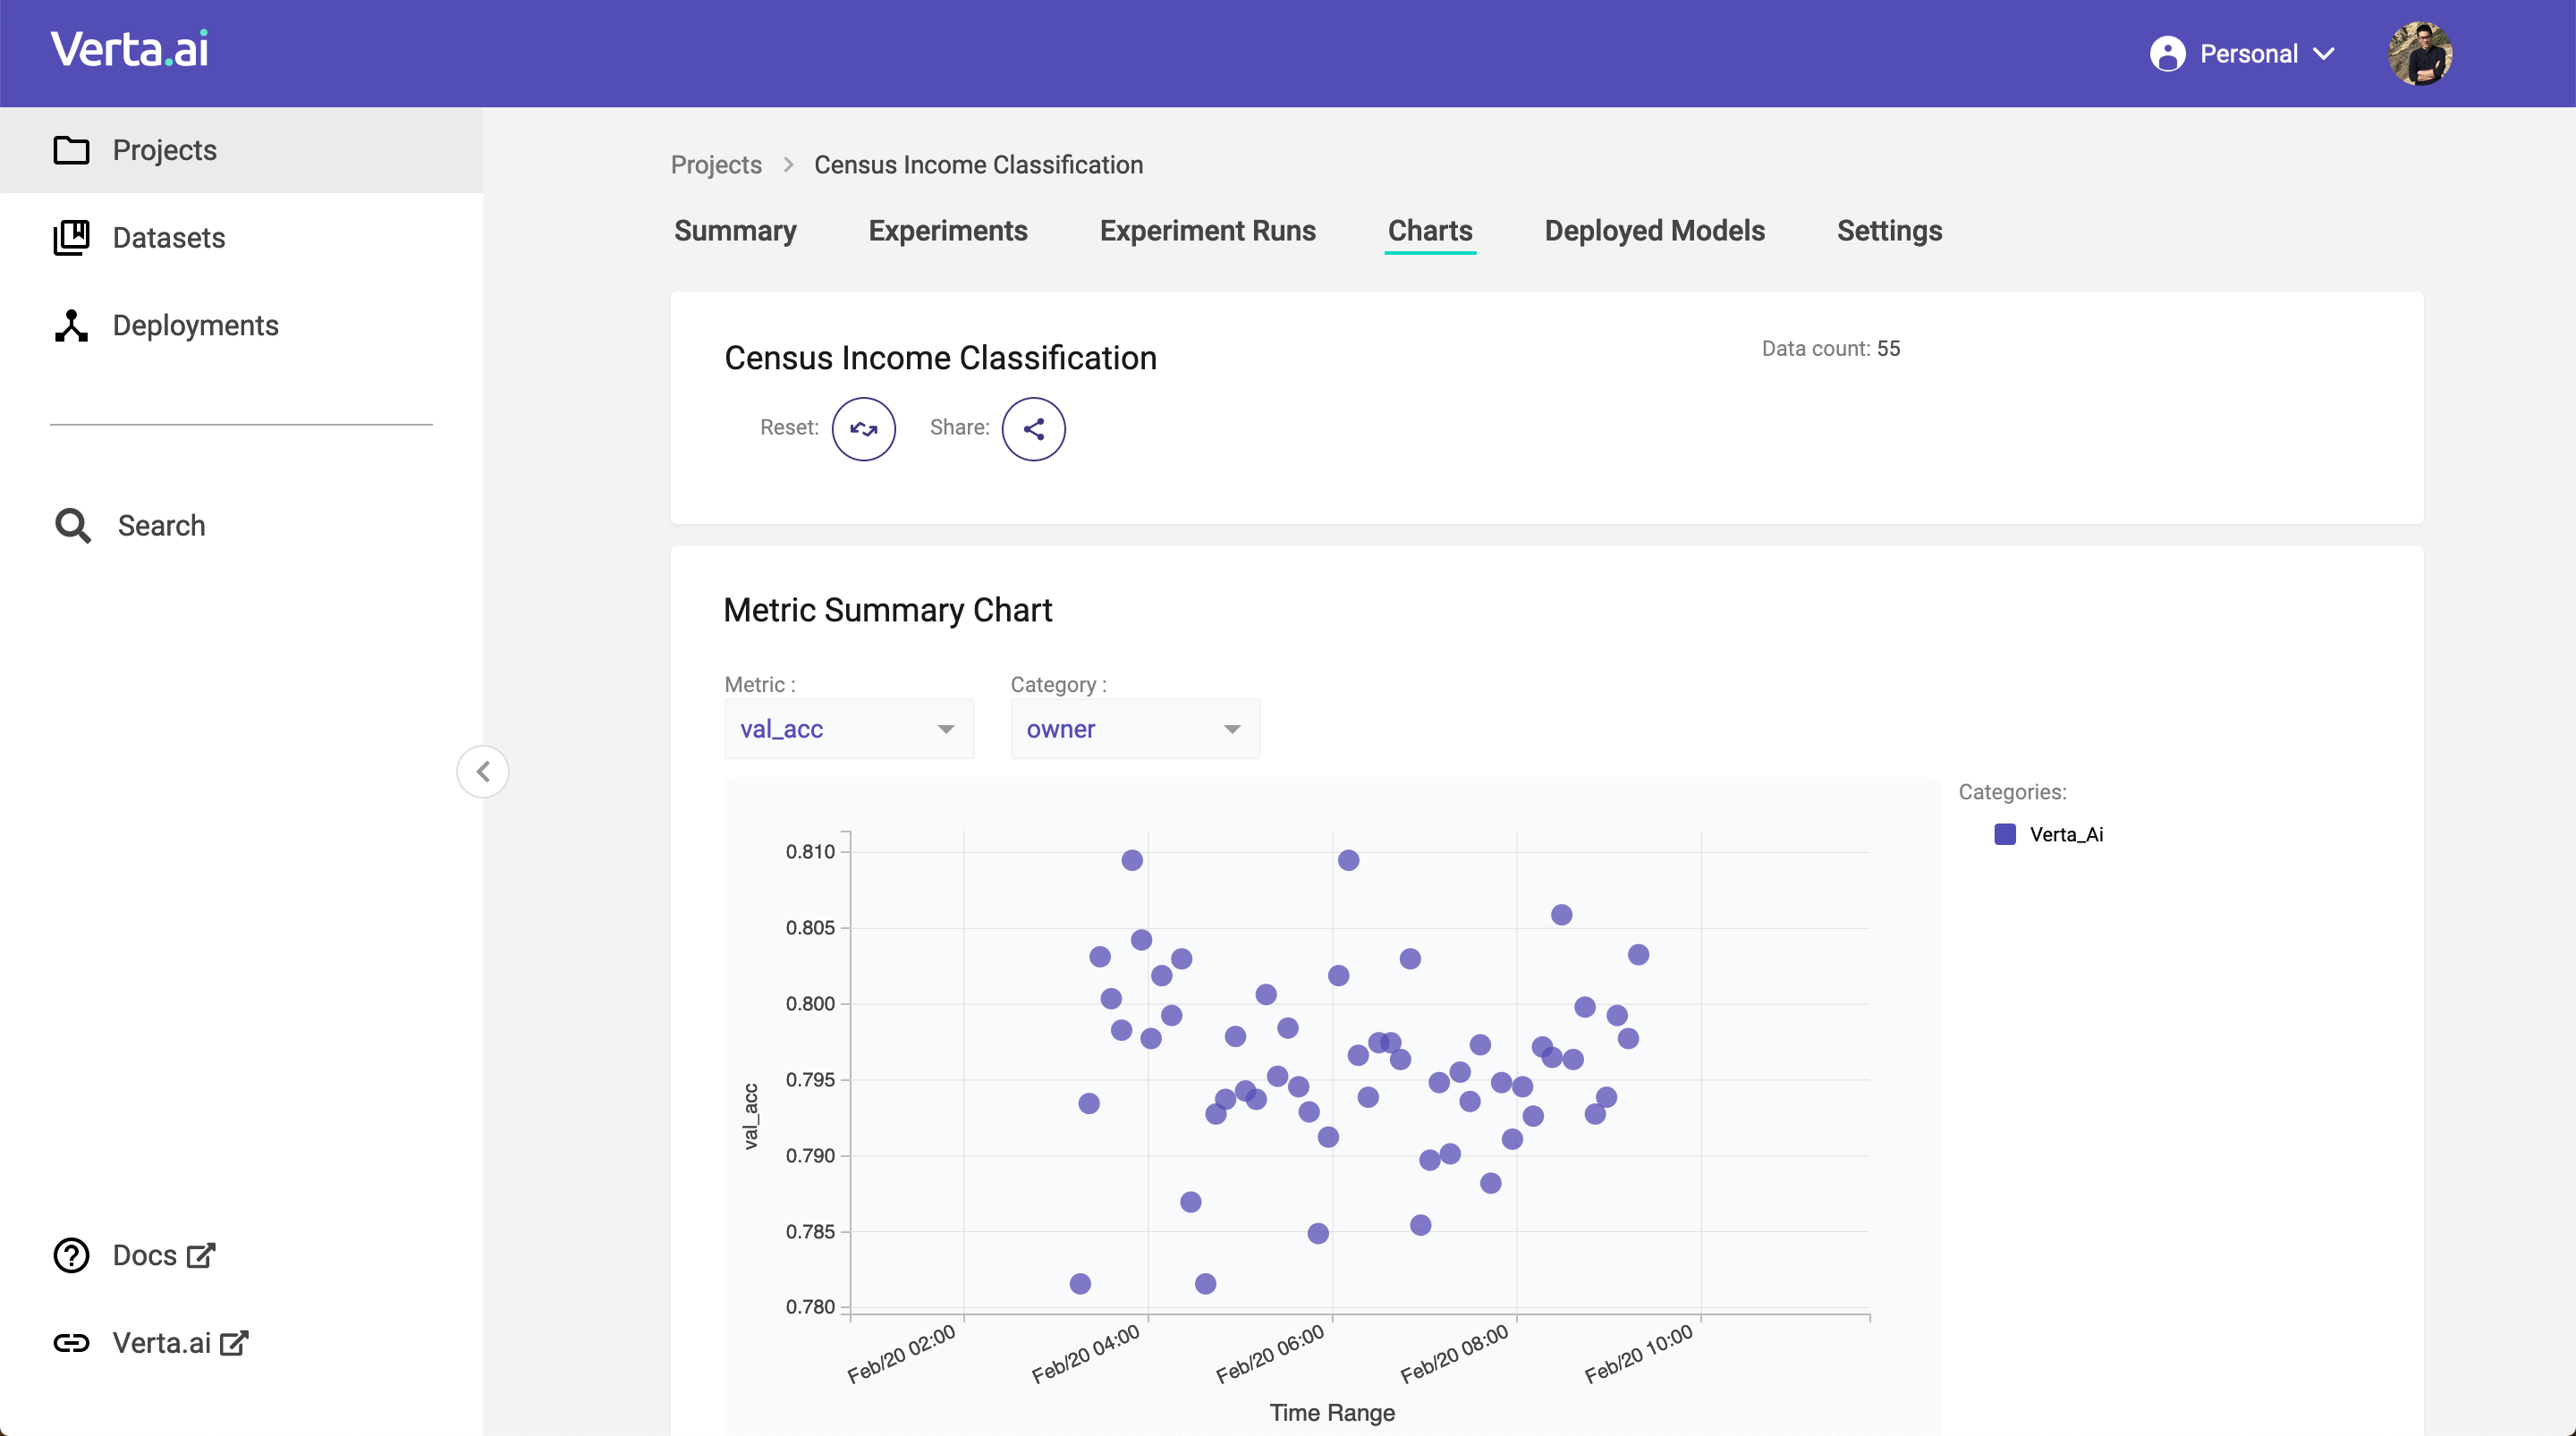 Verta.ai
Personal
Projects
Datasets
Deployments
Search
Docs
Verta.ai
Projects > Census Income Classification
Summary Experiments Experiment Runs Charts Deployed Models Settings
Census Income Classification
Data count: 55
Reset: Share:
Metric Summary Chart
Metric : Category :
val_acc owner
Categories:
Verta_Ai
0.810
0.805
0.800
0.795
0.790
0.785
0.780
val_acc
Feb/20 02:00 Feb/20 04:00 Feb/20 06:00 Feb/20 08:00 Feb/20 10:00
Time Range